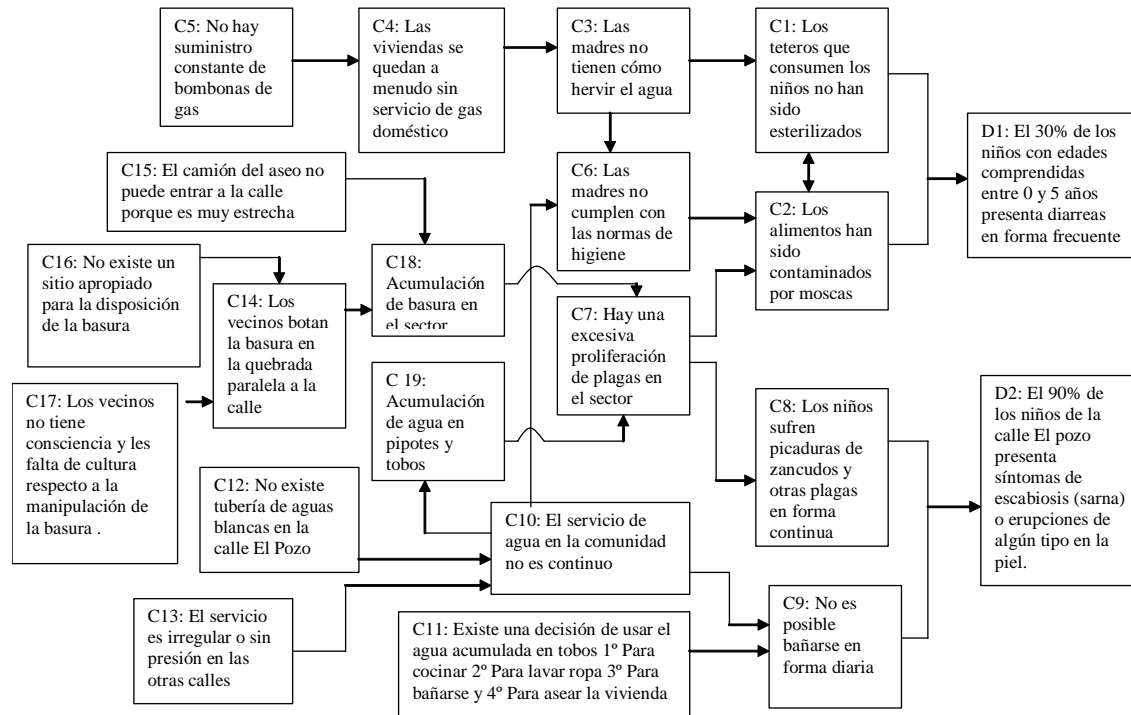 C5: No hay
suministro
constante de
bombonas de
gas
C4: Las
viviendas se
quedan a
menudo sin
servicio de gas
doméstico
C3: Las
madres no
tienen cómo
hervir el agua
C1: Los
teteros que
consumen los
niños no han
sido
esterilizados
D1: El 30% de los
niños con edades
comprendidas
entre 0 y 5 años
presenta diarreas
en forma frecuente
C15: El camión del aseo no
puede entrar a la calle
porque es muy estrecha
C6: Las
madres no
cumplen con
las normas de
higiene
C2: Los
alimentos han
sido
contaminados
por moscas
C16: No existe un
sitio apropiado
para la disposición
de la basura
C14: Los
vecinos botan
la basura en
la quebrada
paralela a la
calle
C18:
Acumulación
de basura en
el sector
C7: Hay una
excesiva
proliferación
de plagas en
el sector
C17: Los vecinos
no tiene
consciencia y les
falta de cultura
respecto a la
manipulación de
la basura .
C 19:
Acumulación
de agua en
pipotes y
tobos
C8: Los niños
sufren
picaduras de
zancudos y
otras plagas
en forma
continua
D2: El 90% de
los niños de la
calle El pozo
presenta
síntomas de
escabiosis (sarna)
o erupciones de
algún tipo en la
piel.
C12: No existe
tubería de aguas
blancas en la
calle El Pozo
C10: El servicio de
agua en la comunidad
no es continuo
C13: El servicio
es irregular o sin
presión en las
otras calles
C11: Existe una decisión de usar el
agua acumulada en tobos 1º Para
cocinar 2º Para lavar ropa 3º Para
bañarse y 4º Para asear la vivienda
C9: No es
posible
bañarse en
forma diaria